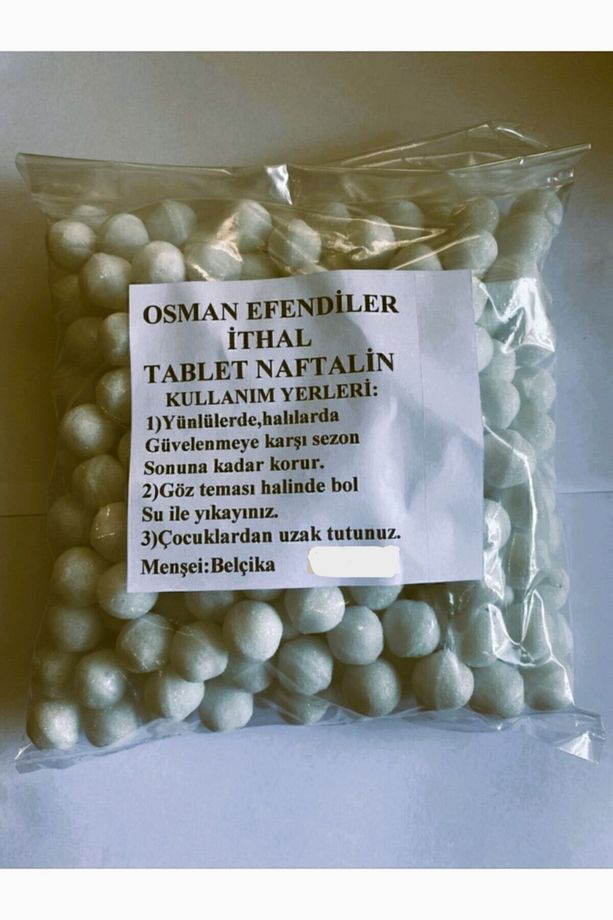 OSMAN EFENDİLER
İTHAL
TABLET NAFTALİN
KULLANIM YERLERİ:
1)Yünlülerde,halılarda
Güvelenmeye karşı sezon
Sonuna kadar korur.
2)Göz teması halinde bol
Su ile yıkayınız.
3)Çocuklardan uzak tutunuz.
Menşei:Belçika